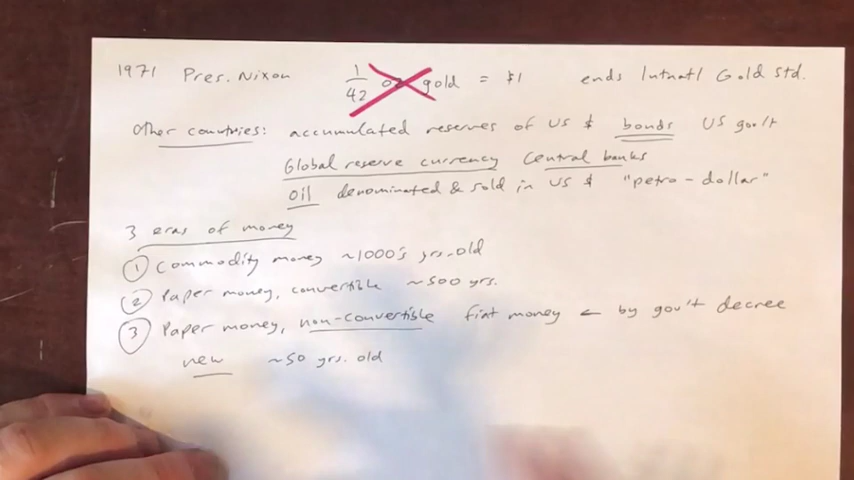 1971 Pres. Nixon 1/42 oz gold = $1 ends Intnat'l Gold Std.
Other countries: accumulated reserves of US $ bonds US gov't
Global reserve currency Central banks
Oil denominated & sold in US $ "petro-dollar"
3 eras of money
① Commodity money ~1000's yrs. old
② Paper money, convertible ~500 yrs.
③ Paper money, non-convertible fiat money ← by gov't decree
new ~50 yrs. old